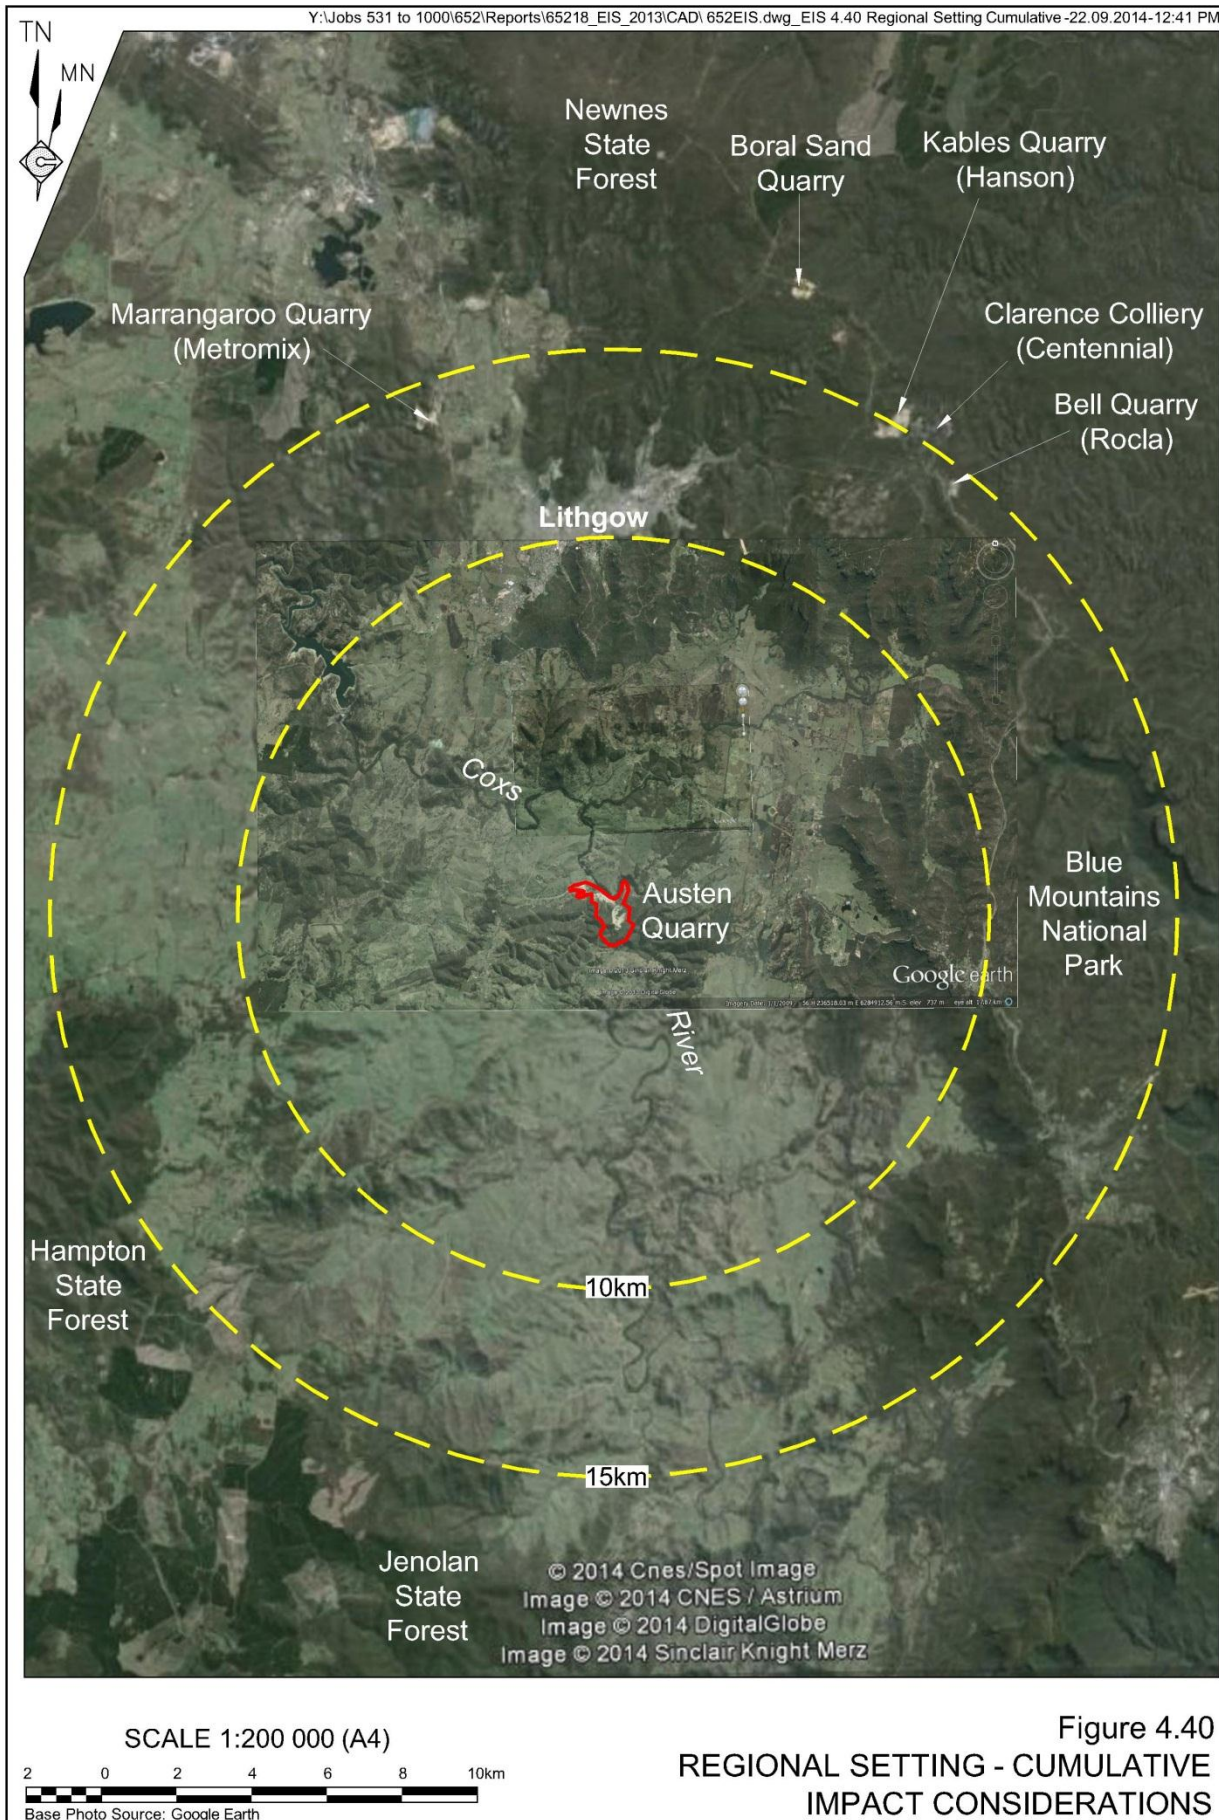 Y:\Jobs 531 to 1000\652\Reports\65218_EIS_2013\CAD\ 652EIS.dwg_EIS 4.40 Regional Setting Cumulative -22.09.2014-12:41 PM
TN
MN
Newnes
State
Forest
Boral Sand
Quarry
Kables Quarry
(Hanson)
Marrangaroo Quarry
(Metromix)
Clarence Colliery
(Centennial)
Bell Quarry
(Rocla)
Lithgow
Coxs
Austen
Quarry
Blue
Mountains
National
Park
Google earth
River
Hampton
State
Forest
10km
15km
Jenolan
State
Forest
© 2014 Cnes/Spot Image
Image © 2014 CNES / Astrium
Image © 2014 DigitalGlobe
Image © 2014 Sinclair Knight Merz
SCALE 1:200 000 (A4)
2 0 2 4 6 8 10km
Base Photo Source: Google Earth
Figure 4.40
REGIONAL SETTING - CUMULATIVE
IMPACT CONSIDERATIONS